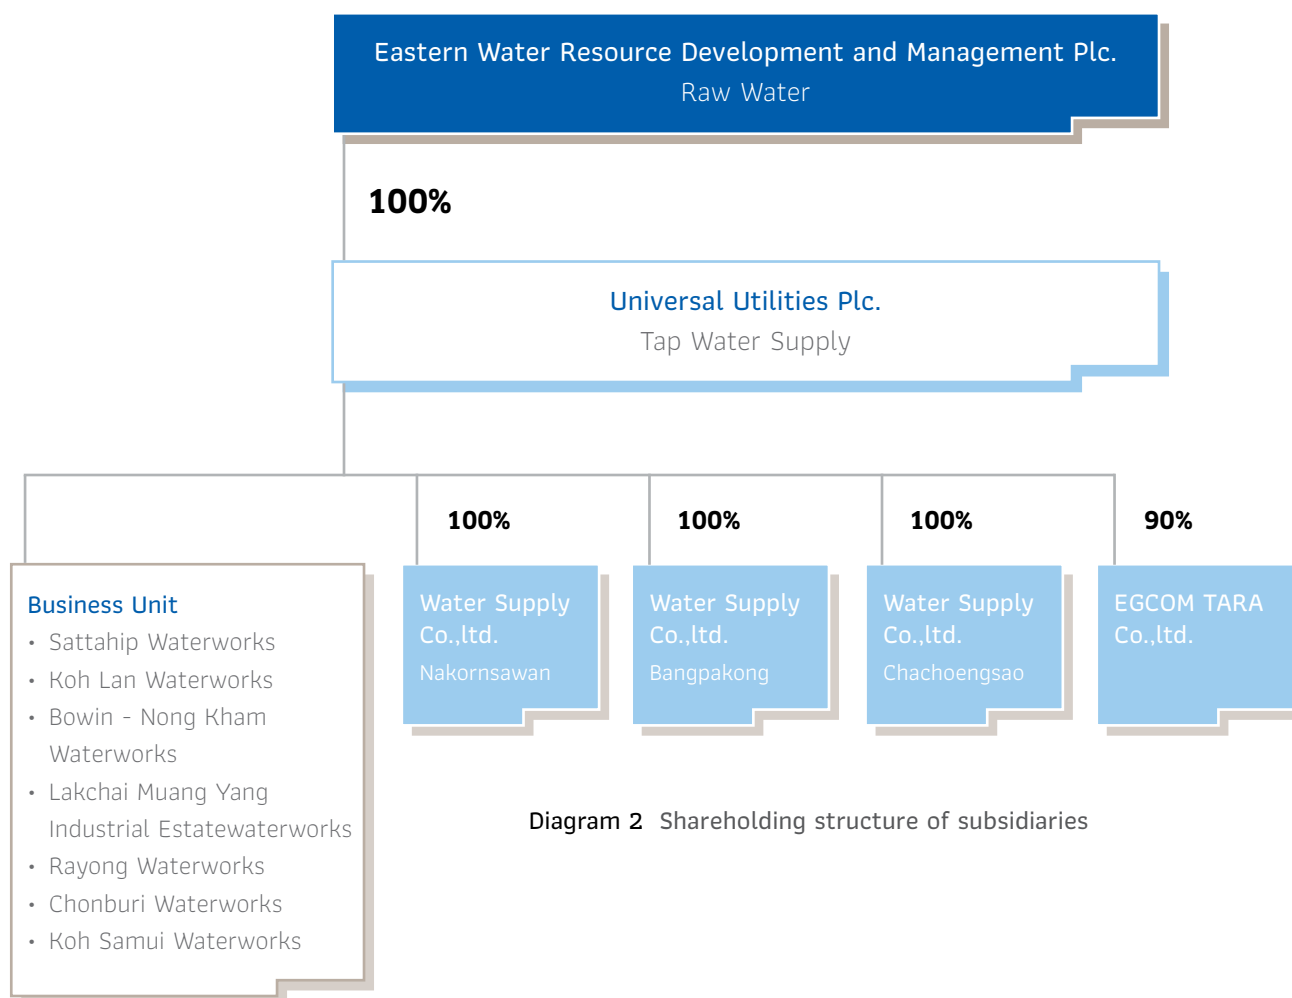 Eastern Water Resource Development and Management Plc.
Raw Water
100%
Universal Utilities Plc.
Tap Water Supply
100%
100%
100%
90%
Business Unit
• Sattahip Waterworks
• Koh Lan Waterworks
• Bowin - Nong Kham
Waterworks
• Lakchai Muang Yang
Industrial Estatewaterworks
• Rayong Waterworks
• Chonburi Waterworks
• Koh Samui Waterworks
Water Supply
Co.,ltd.
Nakornsawan
Water Supply
Co.,ltd.
Bangpakong
Water Supply
Co.,ltd.
Chachoengsao
EGCOM TARA
Co.,ltd.
Diagram 2 Shareholding structure of subsidiaries